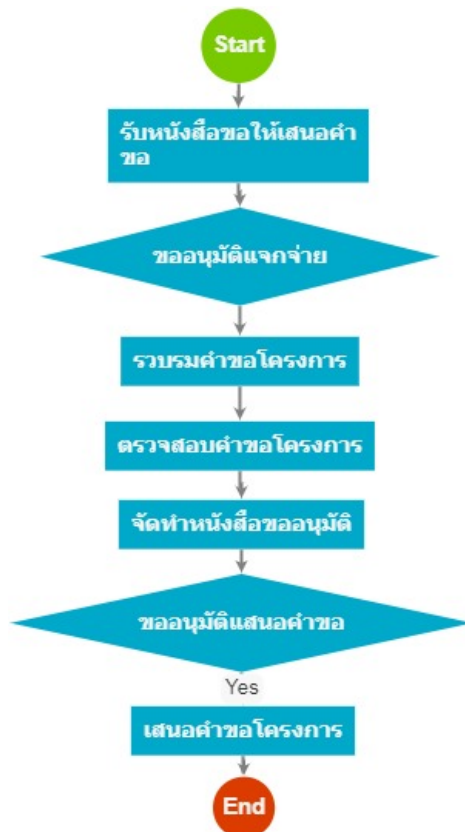 Start
รับหนังสือขอให้เสนอคำ
ขอ
ขออนุมัติแจกจ่าย
รวบรมคำขอโครงการ
ตรวจสอบคำขอโครงการ
จัดทำหนังสือขออนุมัติ
ขออนุมัติแสนอคำขอ
Yes
เสนอคำขอโครงการ
End